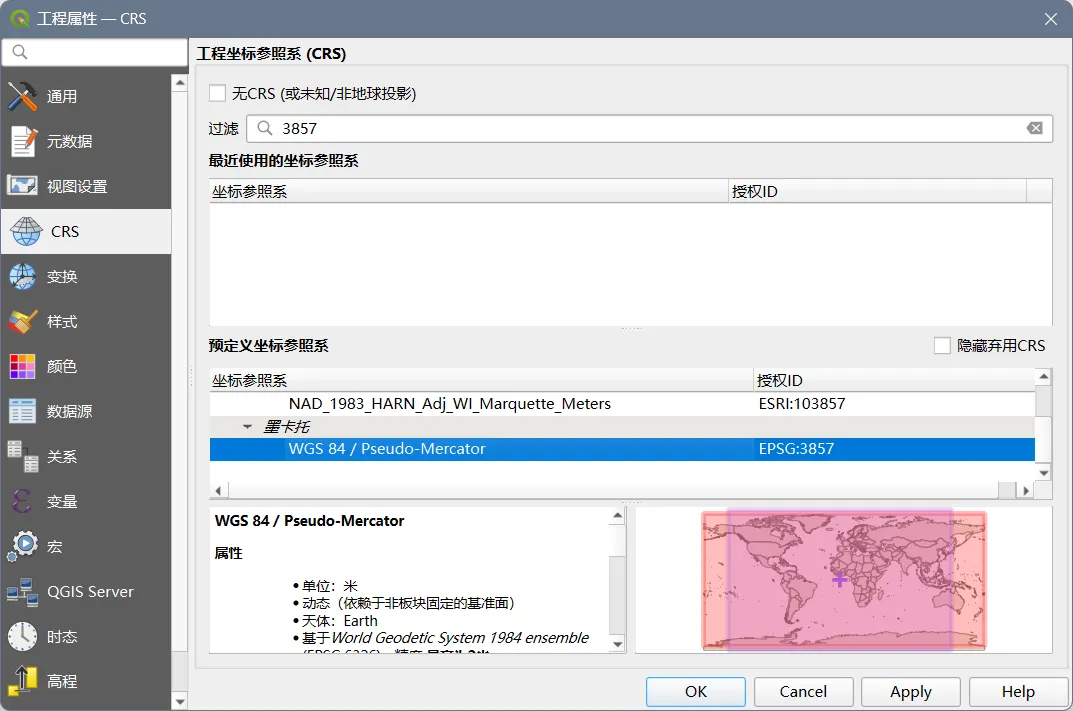 工程属性 — CRS
工程坐标参照系 (CRS)
无CRS (或未知/非地球投影)
过滤 3857
最近使用的坐标参照系
坐标参照系 授权ID
预定义坐标参照系 隐藏弃用CRS
坐标参照系 授权ID
NAD_1983_HARN_Adj_WI_Marquette_Meters ESRI:103857
墨卡托
WGS 84 / Pseudo-Mercator EPSG:3857
WGS 84 / Pseudo-Mercator
属性
• 单位：米
• 动态（依赖于非板块固定的基准面）
• 天体：Earth
• 基于World Geodetic System 1984 ensemble
通用
元数据
视图设置
CRS
变换
样式
颜色
数据源
关系
变量
宏
QGIS Server
时态
高程
OK Cancel Apply Help